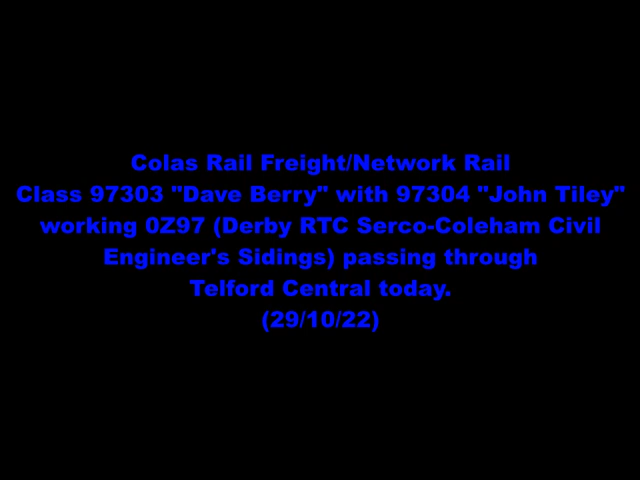 Colas Rail Freight/Network Rail
Class 97303 "Dave Berry" with 97304 "John Tiley"
working 0Z97 (Derby RTC Serco-Coleham Civil
Engineer's Sidings) passing through
Telford Central today.
(29/10/22)